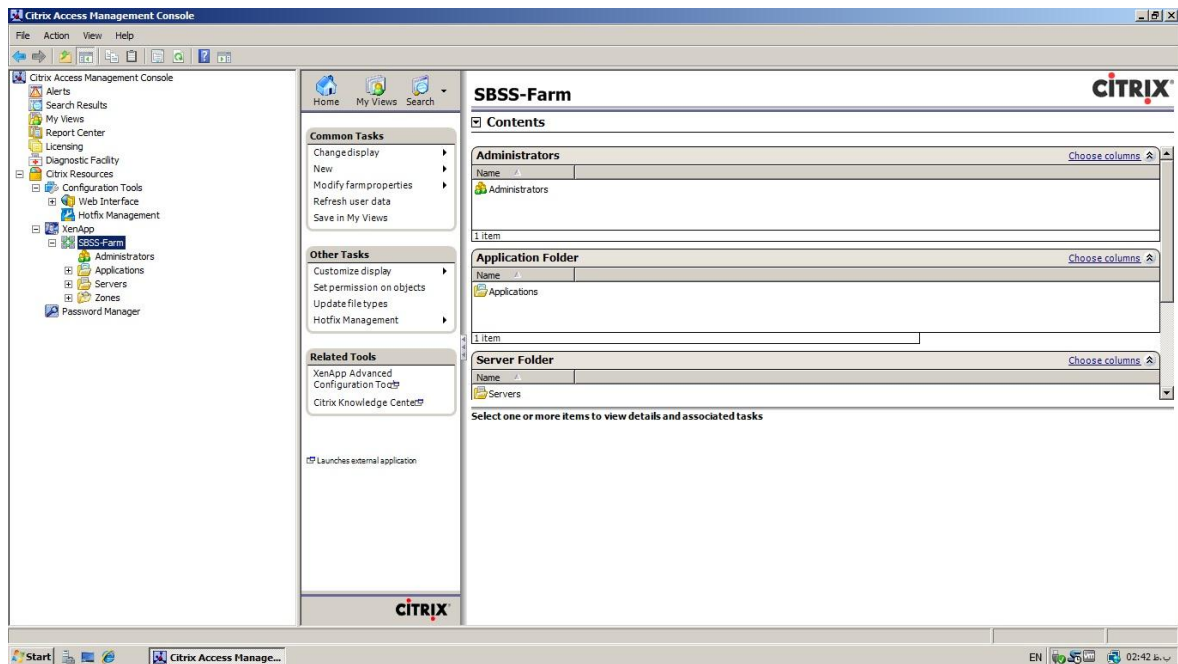 Citrix Access Management Console
File Action View Help
Citrix Access Management Console
Alerts
Search Results
My Views
Report Center
Licensing
Diagnostic Facility
Citrix Resources
Configuration Tools
Web Interface
Hotfix Management
XenApp
SBSS-Farm
Administrators
Applications
Servers
Zones
Password Manager
Home My Views Search
Common Tasks
Change display
New
Modify farm properties
Refresh user data
Save in My Views
Other Tasks
Customize display
Set permission on objects
Update file types
Hotfix Management
Related Tools
XenApp Advanced
Configuration Tool
Citrix Knowledge Center
Launches external application
CITRIX
SBSS-Farm
CITRIX
Contents
Administrators Choose columns
Name
Administrators
1 item
Application Folder Choose columns
Name
Applications
1 item
Server Folder Choose columns
Name
Servers
Select one or more items to view details and associated tasks
Start Citrix Access Manage... EN 02:42 ب.ظ